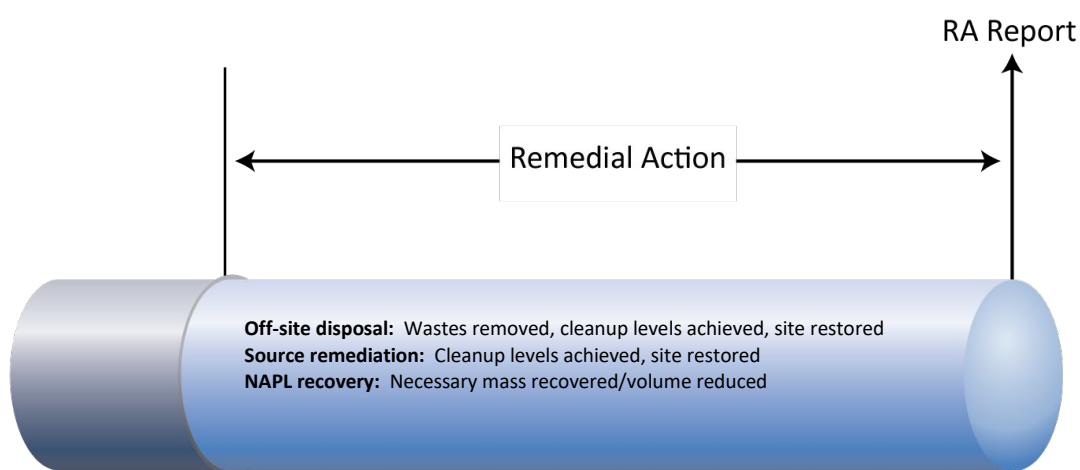 RA Report
Remedial Action
Off-site disposal: Wastes removed, cleanup levels achieved, site restored
Source remediation: Cleanup levels achieved, site restored
NAPL recovery: Necessary mass recovered/volume reduced